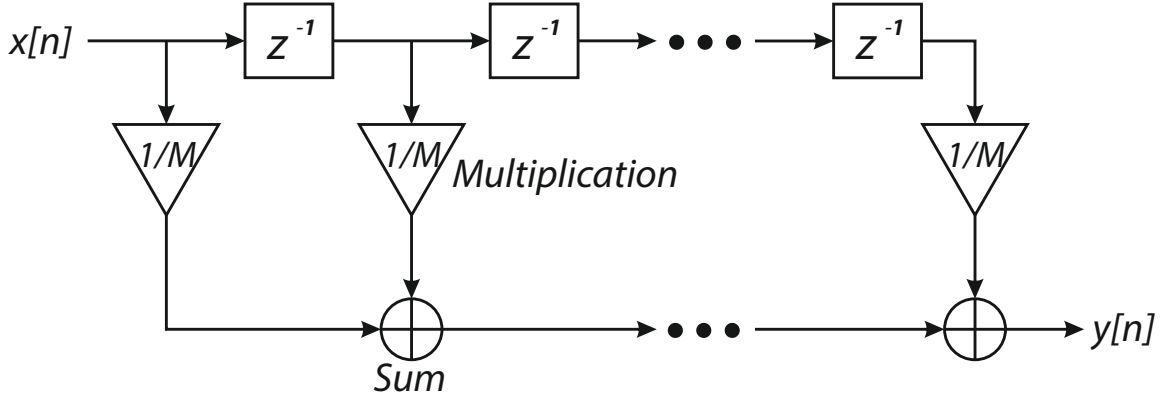 x[n]
z⁻¹
z⁻¹
z⁻¹
1/M
1/M
Multiplication
1/M
Sum
y[n]